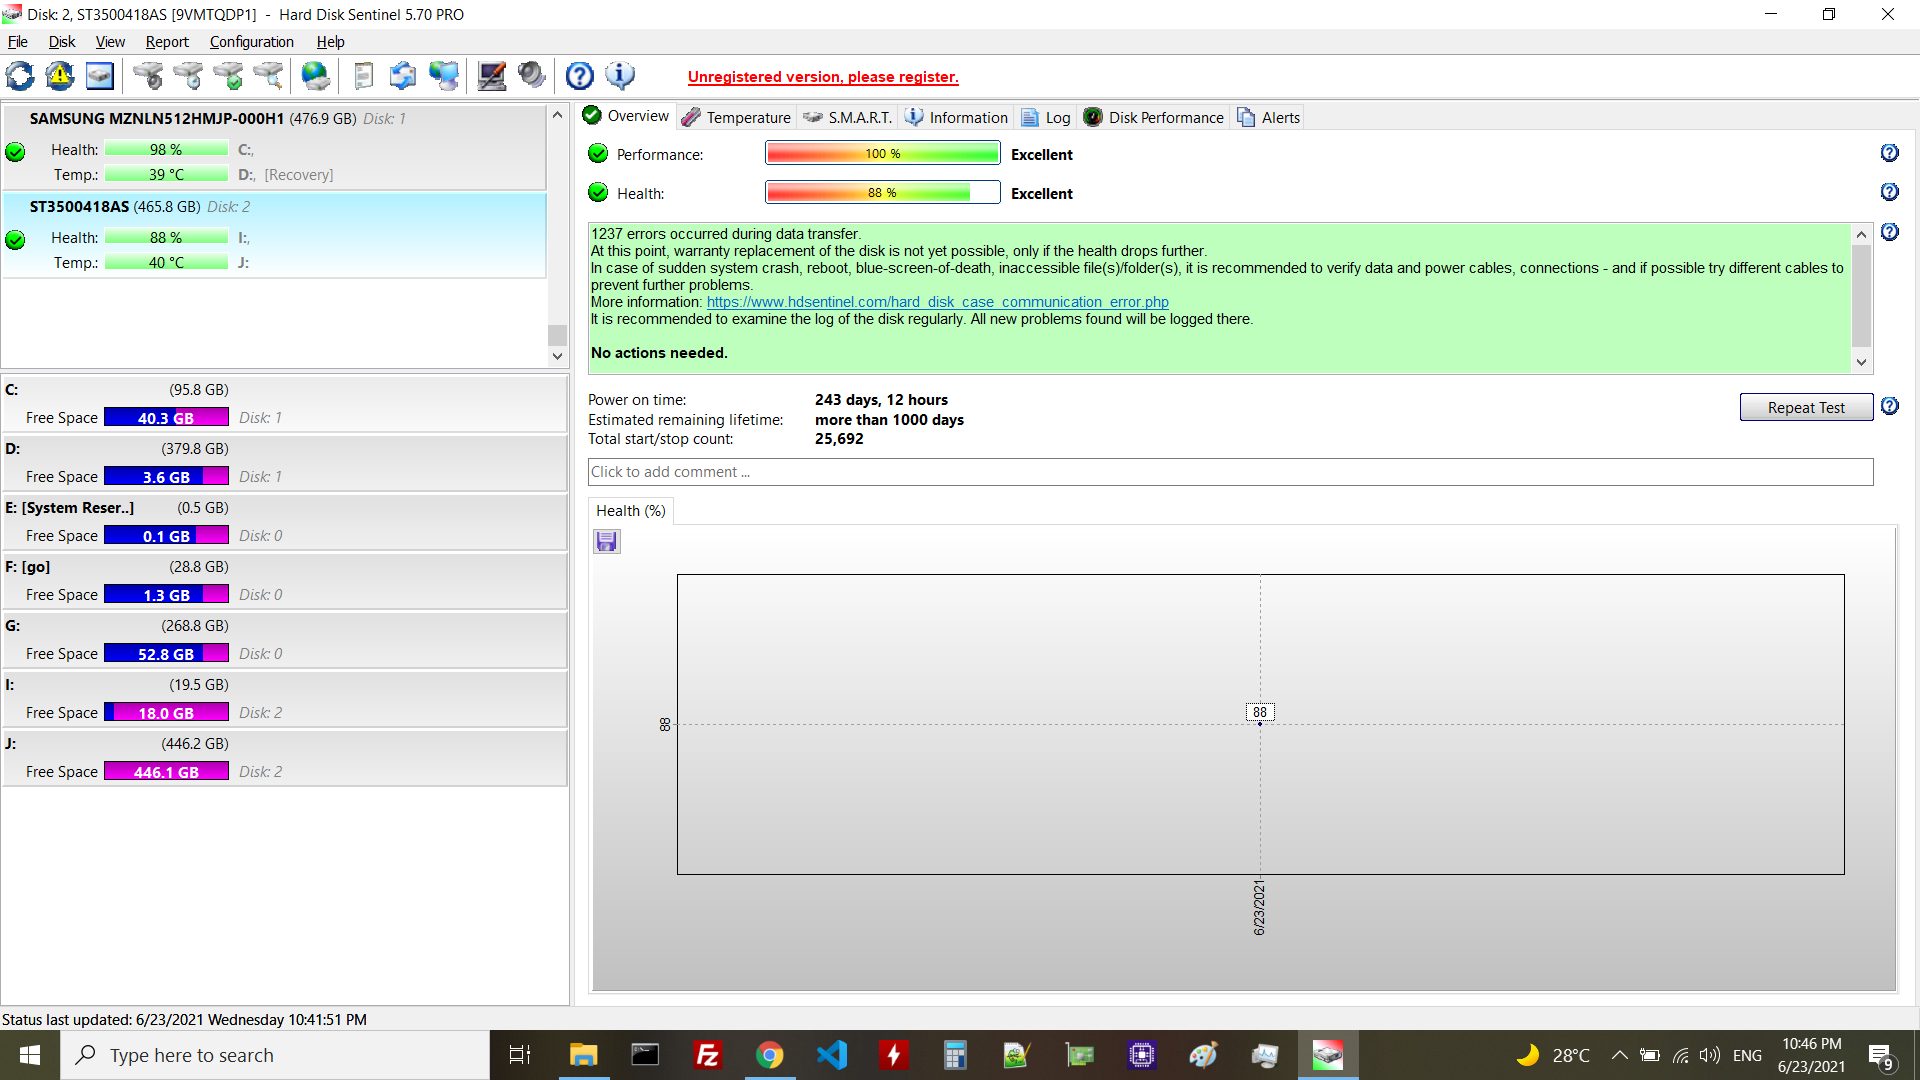 Disk: 2, ST3500418AS [9VMTQDP1] - Hard Disk Sentinel 5.70 PRO
File Disk View Report Configuration Help
Unregistered version, please register.
SAMSUNG MZNLN512HMJP-000H1 (476.9 GB) Disk: 1
Health: 98 % C:,
Temp.: 39 °C D:, [Recovery]
ST3500418AS (465.8 GB) Disk: 2
Health: 88 % I:,
Temp.: 40 °C J:
C: (95.8 GB)
Free Space 40.3 GB Disk: 1
D: (379.8 GB)
Free Space 3.6 GB Disk: 1
E: [System Reser..] (0.5 GB)
Free Space 0.1 GB Disk: 0
F: [go] (28.8 GB)
Free Space 1.3 GB Disk: 0
G: (268.8 GB)
Free Space 52.8 GB Disk: 0
I: (19.5 GB)
Free Space 18.0 GB Disk: 2
J: (446.2 GB)
Free Space 446.1 GB Disk: 2
Overview Temperature S.M.A.R.T. Information Log Disk Performance Alerts
Performance: 100 % Excellent
Health: 88 % Excellent
1237 errors occurred during data transfer.
At this point, warranty replacement of the disk is not yet possible, only if the health drops further.
In case of sudden system crash, reboot, blue-screen-of-death, inaccessible file(s)/folder(s), it is recommended to verify data and power cables, connections - and if possible try different cables to
prevent further problems.
More information: https://www.hdsentinel.com/hard_disk_case_communication_error.php
It is recommended to examine the log of the disk regularly. All new problems found will be logged there.
No actions needed.
Power on time: 243 days, 12 hours
Estimated remaining lifetime: more than 1000 days
Total start/stop count: 25,692
Repeat Test
Click to add comment ...
Health (%)
88
88
6/23/2021
Status last updated: 6/23/2021 Wednesday 10:41:51 PM
Type here to search
28°C
ENG
10:46 PM
6/23/2021
9